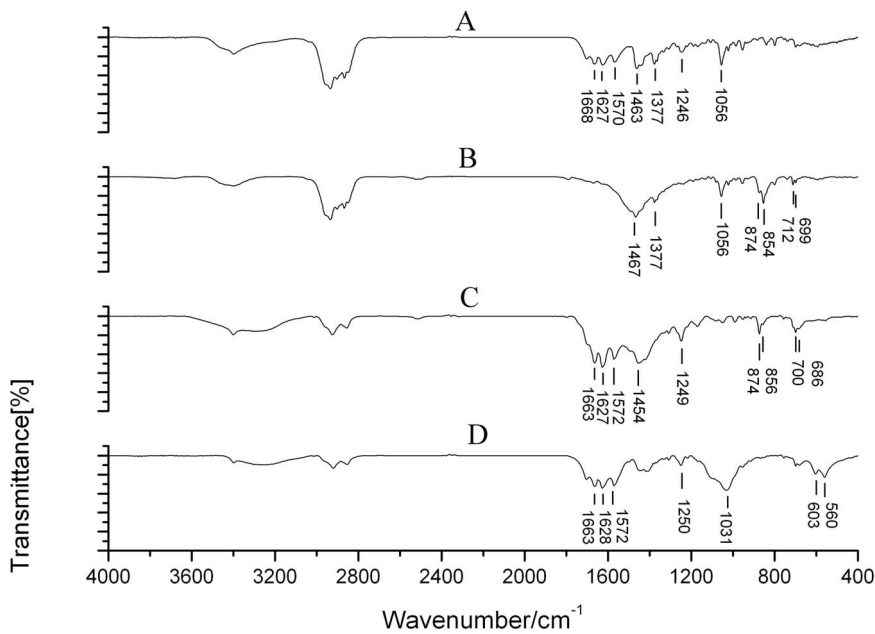 A
1668 1627 1570 1463 1377 1246 1056
B
1467 1377 1056 874 854 712 699
C
1663 1627 1572 1454 1249 874 856 700 686
D
1663 1628 1572 1250 1031 603 560
Transmittance[%]
4000 3600 3200 2800 2400 2000 1600 1200 800 400
Wavenumber/cm⁻¹